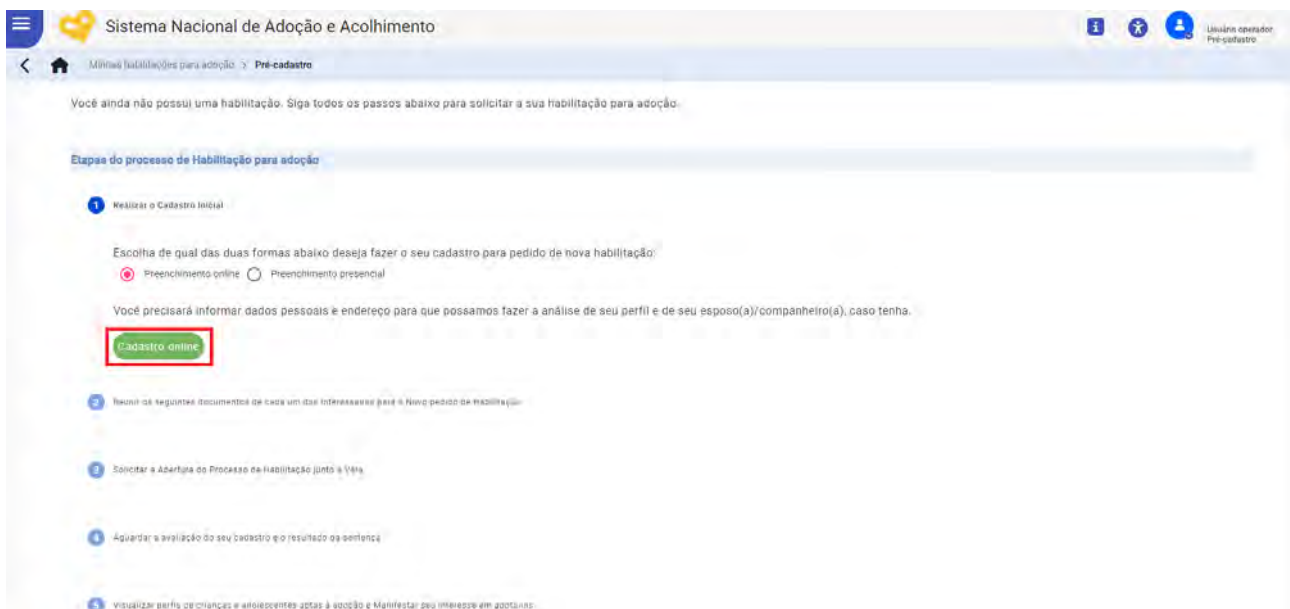 Sistema Nacional de Adoção e Acolhimento
i
Usuário operador
Pré-cadastro
Minhas habilitações para adoção > Pré-cadastro
Você ainda não possui uma habilitação. Siga todos os passos abaixo para solicitar a sua habilitação para adoção.
Etapas do processo de Habilitação para adoção
1 Realizar o Cadastro Inicial
Escolha de qual das duas formas abaixo deseja fazer o seu cadastro para pedido de nova habilitação:
Preenchimento online Preenchimento presencial
Você precisará informar dados pessoais e endereço para que possamos fazer a análise de seu perfil e de seu esposo(a)/companheiro(a), caso tenha.
Cadastro online
2 Reunir os seguintes documentos de cada um dos interessados para o Novo pedido de Habilitação
3 Solicitar a Abertura do Processo de Habilitação junto à Vara
4 Aguardar a avaliação do seu cadastro e o resultado da sentença
5 Visualizar perfis de crianças e adolescentes aptas à adoção e Manifestar seu interesse em adotá-los